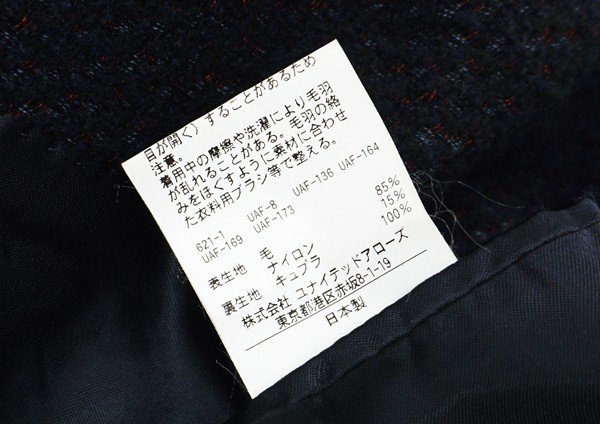 目が開く）することがあるため
注意。
着用中の摩擦や洗濯により毛羽
が乱れることがある。毛羽の絡
みをほぐすように素材に合わせ
た衣料用ブラシ等で整える。
621-1 UAF-8 UAF-136 UAF-164
UAF-169 UAF-173
表生地 毛 85%
ナイロン 15%
裏生地 キュプラ 100%
株式会社 ユナイテッドアローズ
東京都港区赤坂8-1-19
日本製